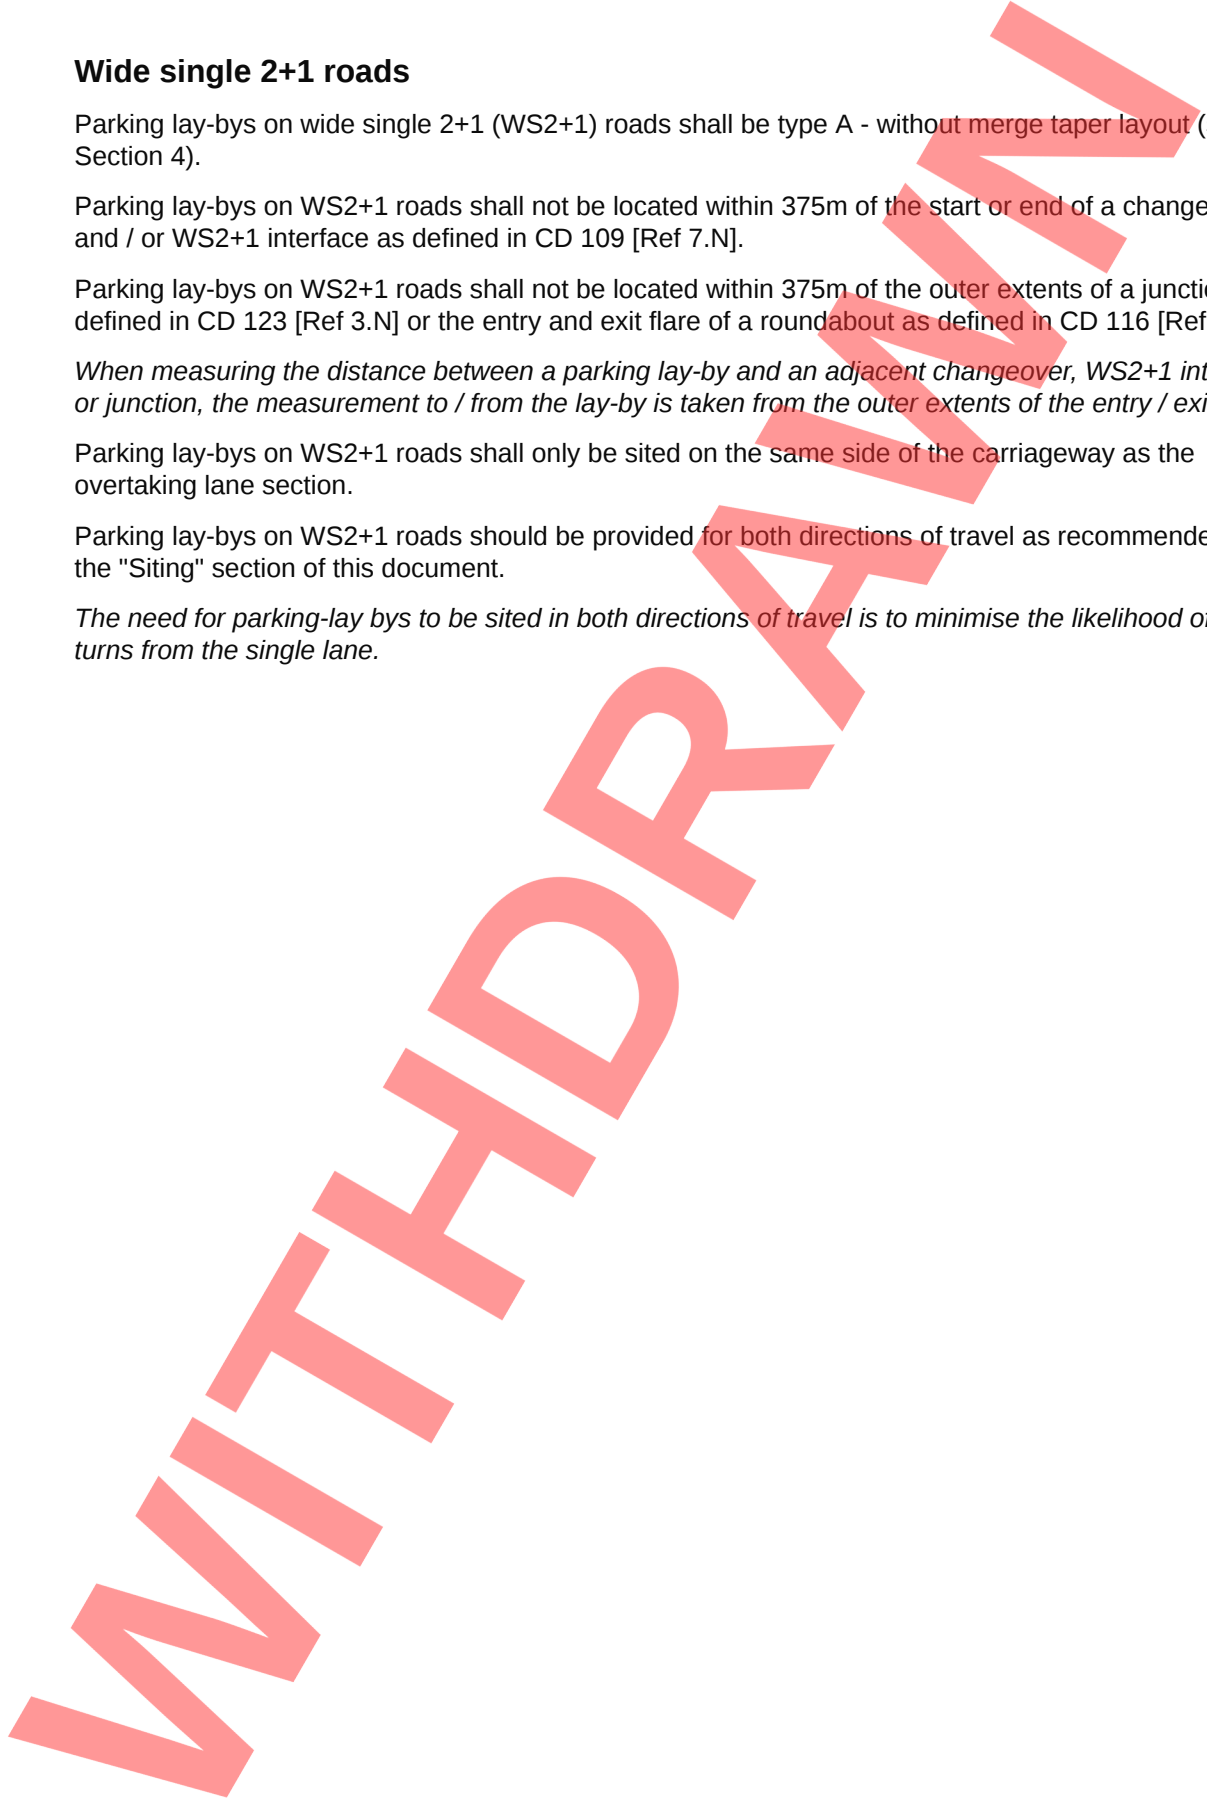 Wide single 2+1 roads
Parking lay-bys on wide single 2+1 (WS2+1) roads shall be type A - without merge taper layout (
Section 4).
Parking lay-bys on WS2+1 roads shall not be located within 375m of the start or end of a change
and / or WS2+1 interface as defined in CD 109 [Ref 7.N].
Parking lay-bys on WS2+1 roads shall not be located within 375m of the outer extents of a juncti
defined in CD 123 [Ref 3.N] or the entry and exit flare of a roundabout as defined in CD 116 [Ref
When measuring the distance between a parking lay-by and an adjacent changeover, WS2+1 int
or junction, the measurement to / from the lay-by is taken from the outer extents of the entry / exi
Parking lay-bys on WS2+1 roads shall only be sited on the same side of the carriageway as the
overtaking lane section.
Parking lay-bys on WS2+1 roads should be provided for both directions of travel as recommende
the "Siting" section of this document.
The need for parking-lay bys to be sited in both directions of travel is to minimise the likelihood of
turns from the single lane.
WITHDRAWN